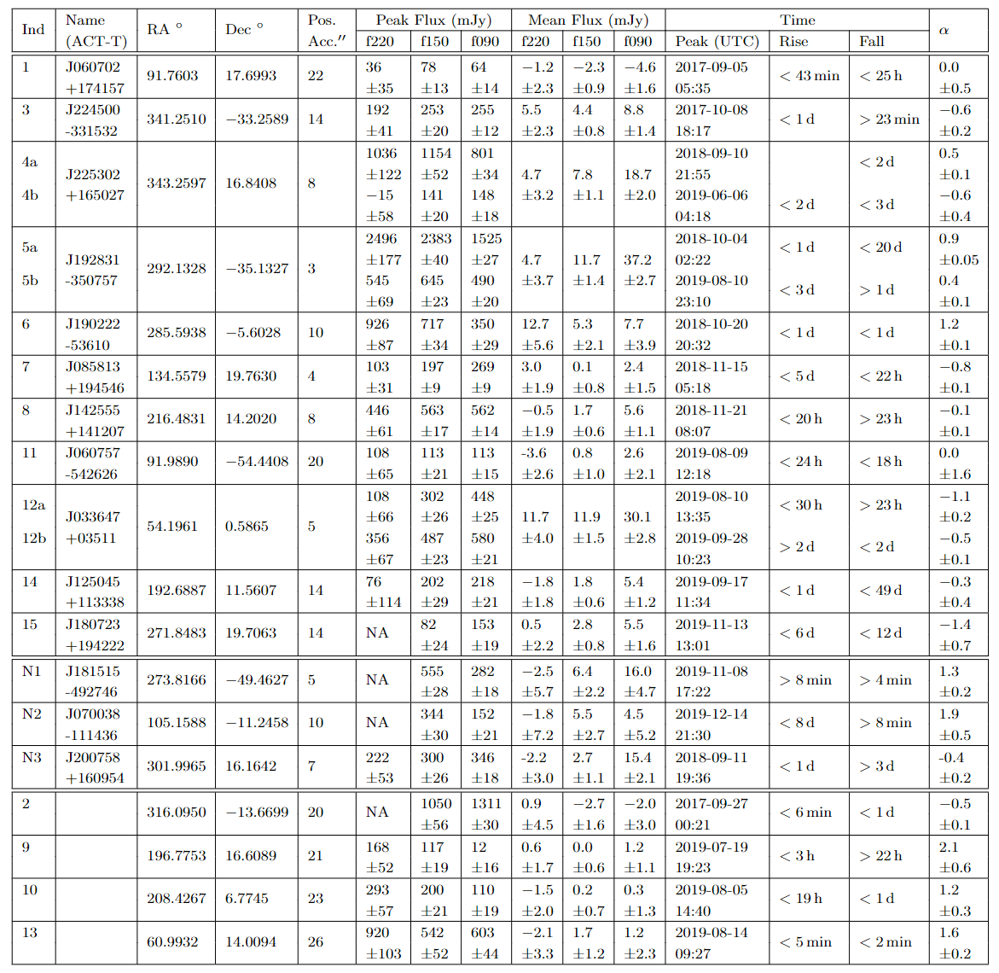 Ind Name (ACT-T) RA ° Dec ° Pos. Acc.″ Peak Flux (mJy) Mean Flux (mJy) Time α
f220 f150 f090 f220 f150 f090 Peak (UTC) Rise Fall
1 J060702 36 78 64 −1.2 −2.3 −4.6 2017-09-05 0.0
91.7603 17.6993 22 < 43 min < 25 h
+174157 ±35 ±13 ±14 ±2.3 ±0.9 ±1.6 05:35 ±0.5
3 J224500 192 253 255 5.5 4.4 8.8 2017-10-08 −0.6
341.2510 −33.2589 14 < 1 d > 23 min
-331532 ±41 ±20 ±12 ±2.3 ±0.8 ±1.4 18:17 ±0.2
1036 1154 801 2018-09-10 0.5
4a < 2 d
J225302 ±122 ±52 ±34 4.7 7.8 18.7 21:55 ±0.1
343.2597 16.8408 8
4b +165027 −15 141 148 ±3.2 ±1.1 ±2.0 2019-06-06 −0.6
< 2 d < 3 d
±58 ±20 ±18 04:18 ±0.4
2496 2383 1525 2018-10-04 0.9
5a < 1 d < 20 d
J192831 ±177 ±40 ±27 4.7 11.7 37.2 02:22 ±0.05
292.1328 −35.1327 3
5b -350757 545 645 490 ±3.7 ±1.4 ±2.7 2019-08-10 0.4
< 3 d > 1 d
±69 ±23 ±20 23:10 ±0.1
6 J190222 926 717 350 12.7 5.3 7.7 2018-10-20 1.2
285.5938 −5.6028 10 < 1 d < 1 d
-53610 ±87 ±34 ±29 ±5.6 ±2.1 ±3.9 20:32 ±0.1
7 J085813 103 197 269 3.0 0.1 2.4 2018-11-15 −0.8
134.5579 19.7630 4 < 5 d < 22 h
+194546 ±31 ±9 ±9 ±1.9 ±0.8 ±1.5 05:18 ±0.1
8 J142555 446 563 562 −0.5 1.7 5.6 2018-11-21 −0.1
216.4831 14.2020 8 < 20 h > 23 h
+141207 ±61 ±17 ±14 ±1.9 ±0.6 ±1.1 08:07 ±0.1
11 J060757 108 113 113 -3.6 0.8 2.6 2019-08-09 0.0
91.9890 −54.4408 20 < 24 h < 18 h
-542626 ±65 ±21 ±15 ±2.6 ±1.0 ±2.1 12:18 ±1.6
108 302 448 2019-08-10 −1.1
12a < 30 h > 23 h
J033647 ±66 ±26 ±25 11.7 11.9 30.1 13:35 ±0.2
54.1961 0.5865 5
12b +03511 356 487 580 ±4.0 ±1.5 ±2.8 2019-09-28 −0.5
> 2 d < 2 d
±67 ±23 ±21 10:23 ±0.1
14 J125045 76 202 218 −1.8 1.8 5.4 2019-09-17 −0.3
192.6887 11.5607 14 < 1 d < 49 d
+113338 ±114 ±29 ±21 ±1.8 ±0.6 ±1.2 11:34 ±0.4
15 J180723 82 153 0.5 2.8 5.5 2019-11-13 −1.4
271.8483 19.7063 14 NA < 6 d < 12 d
+194222 ±24 ±19 ±2.2 ±0.8 ±1.6 13:01 ±0.7
N1 J181515 555 282 −2.5 6.4 16.0 2019-11-08 1.3
273.8166 −49.4627 5 NA > 8 min > 4 min
-492746 ±28 ±18 ±5.7 ±2.2 ±4.7 17:22 ±0.2
N2 J070038 344 152 −1.8 5.5 4.5 2019-12-14 1.9
105.1588 −11.2458 10 NA < 8 d > 8 min
-111436 ±30 ±21 ±7.2 ±2.7 ±5.2 21:30 ±0.5
N3 J200758 222 300 346 -2.2 2.7 15.4 2018-09-11 -0.4
301.9965 16.1642 7 < 1 d > 3 d
+160954 ±53 ±26 ±18 ±3.0 ±1.1 ±2.1 19:36 ±0.2
2 1050 1311 0.9 −2.7 −2.0 2017-09-27 −0.5
316.0950 −13.6699 20 NA < 6 min < 1 d
±56 ±30 ±4.5 ±1.6 ±3.0 00:21 ±0.1
9 168 117 12 0.6 0.0 1.2 2019-07-19 2.1
196.7753 16.6089 21 < 3 h > 22 h
±52 ±19 ±16 ±1.7 ±0.6 ±1.1 19:23 ±0.6
10 293 200 110 −1.5 0.2 0.3 2019-08-05 1.2
208.4267 6.7745 23 < 19 h < 1 d
±57 ±21 ±19 ±2.0 ±0.7 ±1.3 14:40 ±0.3
13 920 542 603 −2.1 1.7 1.2 2019-08-14 1.6
60.9932 14.0094 26 < 5 min < 2 min
±103 ±52 ±44 ±3.3 ±1.2 ±2.3 09:27 ±0.2